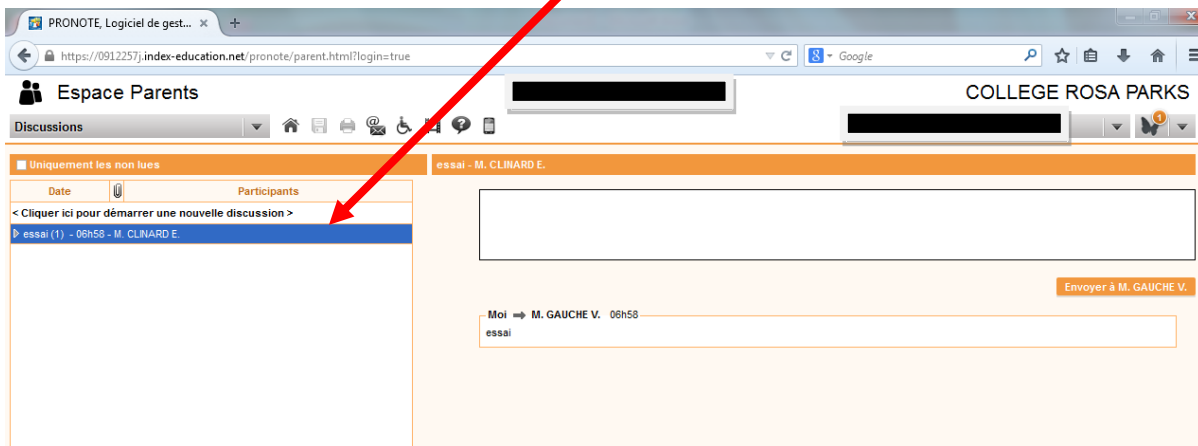 PRONOTE, Logiciel de gest...
https://0912257j.index-education.net/pronote/parent.html?login=true
Google
Espace Parents
COLLEGE ROSA PARKS
Discussions
1
Uniquement les non lues
essai - M. CLINARD E.
Date
Participants
< Cliquer ici pour démarrer une nouvelle discussion >
essai (1) - 06h58 - M. CLINARD E.
Envoyer à M. GAUCHE V.
Moi ➡ M. GAUCHE V. 06h58
essai